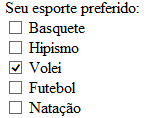 Seu esporte preferido:
Basquete
Hipismo
Volei
Futebol
Natação